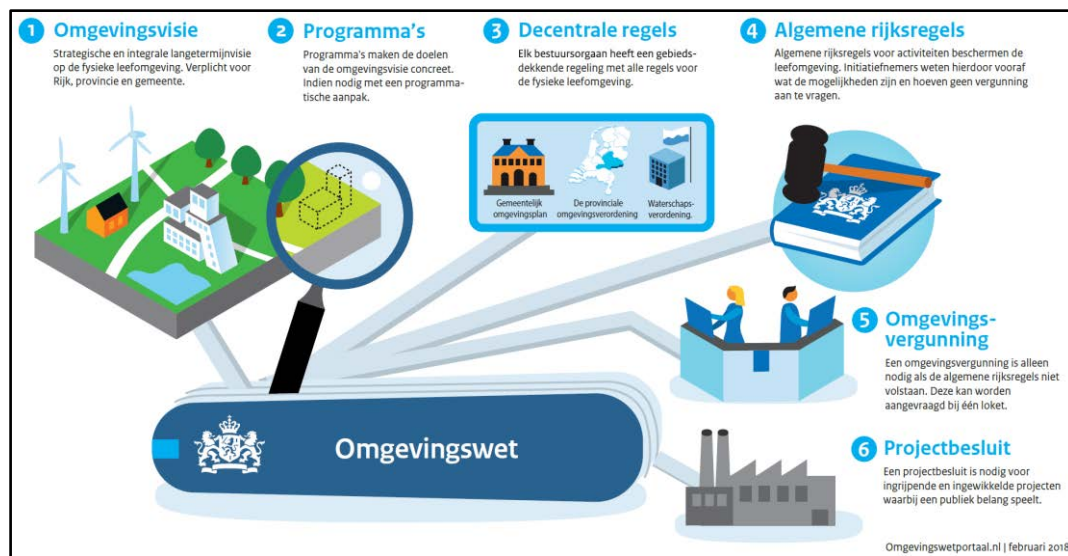 1 Omgevingsvisie
Strategische en integrale langetermijnvisie
op de fysieke leefomgeving. Verplicht voor
Rijk, provincie en gemeente.
2 Programma's
Programma's maken de doelen
van de omgevingsvisie concreet.
Indien nodig met een programma-
tische aanpak.
3 Decentrale regels
Elk bestuursorgaan heeft een gebieds-
dekkende regeling met alle regels voor
de fysieke leefomgeving.
Gemeentelijk
omgevingsplan
De provinciale
omgevingsverordening
Waterschaps-
verordening.
4 Algemene rijksregels
Algemene rijksregels voor activiteiten beschermen de
leefomgeving. Initiatiefnemers weten hierdoor vooraf
wat de mogelijkheden zijn en hoeven geen vergunning
aan te vragen.
5 Omgevings-
vergunning
Een omgevingsvergunning is alleen
nodig als de algemene rijksregels niet
volstaan. Deze kan worden
aangevraagd bij één loket.
6 Projectbesluit
Een projectbesluit is nodig voor
ingrijpende en ingewikkelde projecten
waarbij een publiek belang speelt.
Omgevingswet
Omgevingswetportaal.nl | februari 2018